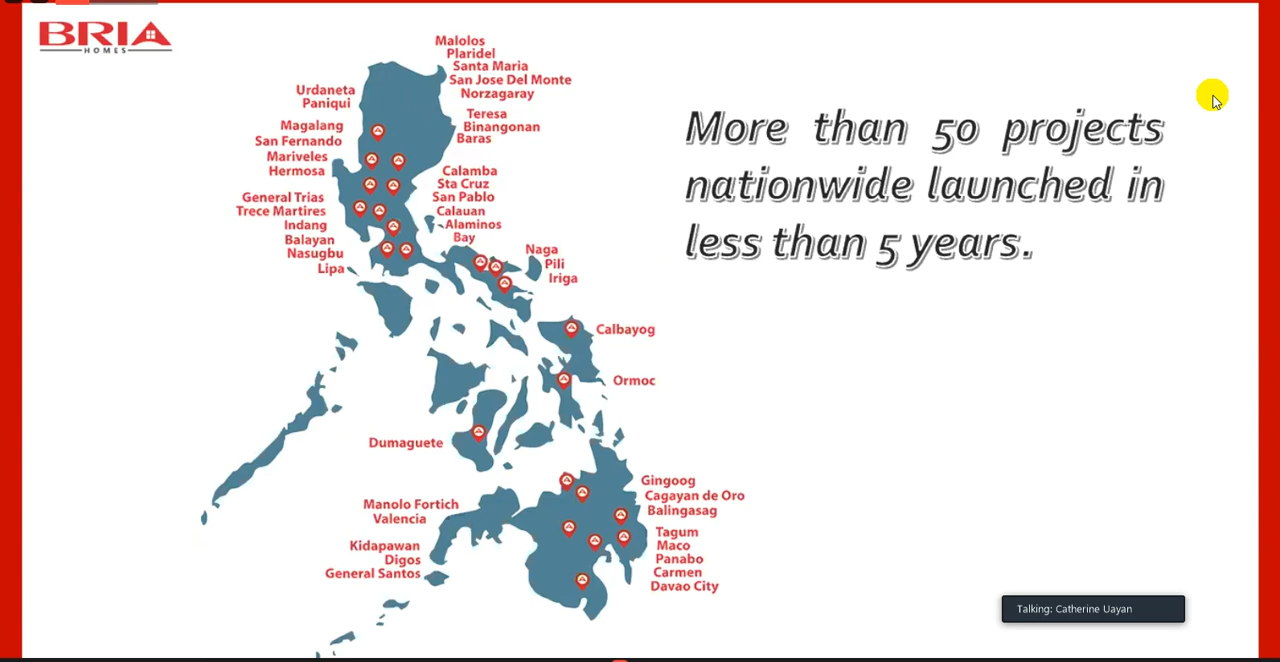 BRIA
HOMES
Malolos
Plaridel
Santa Maria
San Jose Del Monte
Norzagaray
Urdaneta
Paniqui
Teresa
Binangonan
Baras
Magalang
San Fernando
Mariveles
Hermosa
Calamba
Sta Cruz
San Pablo
Calauan
Alaminos
Bay
General Trias
Trece Martires
Indang
Balayan
Nasugbu
Lipa
Naga
Pili
Iriga
Calbayog
Ormoc
Dumaguete
Gingoog
Cagayan de Oro
Balingasag
Manolo Fortich
Valencia
Tagum
Maco
Panabo
Carmen
Davao City
Kidapawan
Digos
General Santos
More than 50 projects
nationwide launched in
less than 5 years.
Talking: Catherine Uayan